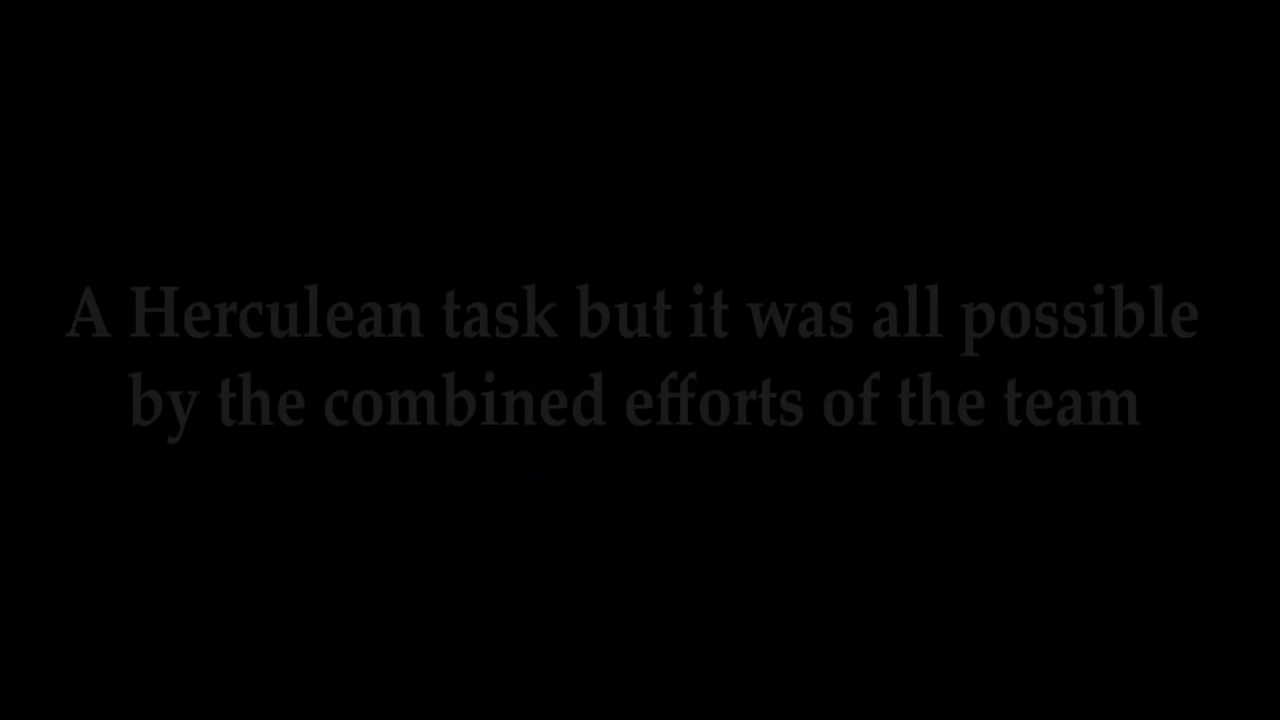 A Herculean task but it was all possible
by the combined efforts of the team